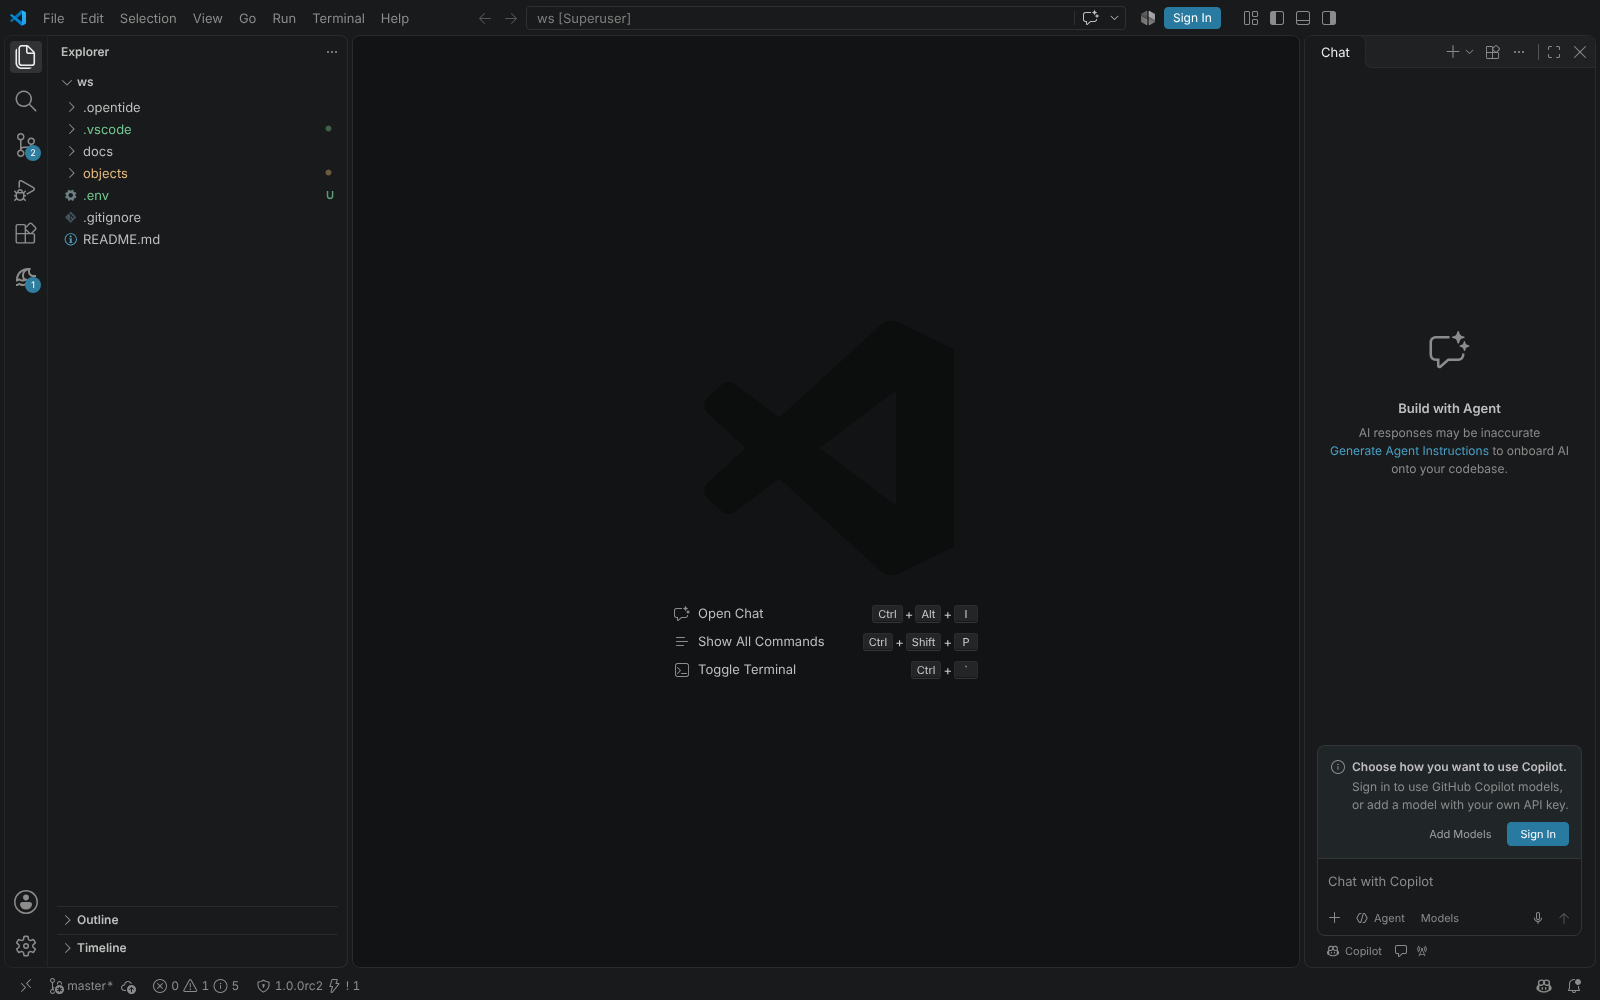 File Edit Selection View Go Run Terminal Help
ws [Superuser]
Sign In
Explorer
ws
.opentide
.vscode
docs
objects
.env U
.gitignore
README.md
2
1
Outline
Timeline
Open Chat Ctrl + Alt + I
Show All Commands Ctrl + Shift + P
Toggle Terminal Ctrl + `
Chat
Build with Agent
AI responses may be inaccurate
Generate Agent Instructions to onboard AI
onto your codebase.
Choose how you want to use Copilot.
Sign in to use GitHub Copilot models,
or add a model with your own API key.
Add Models Sign In
Chat with Copilot
Agent Models
Copilot
master* 0 1 5 1.0.0rc2 ! 1